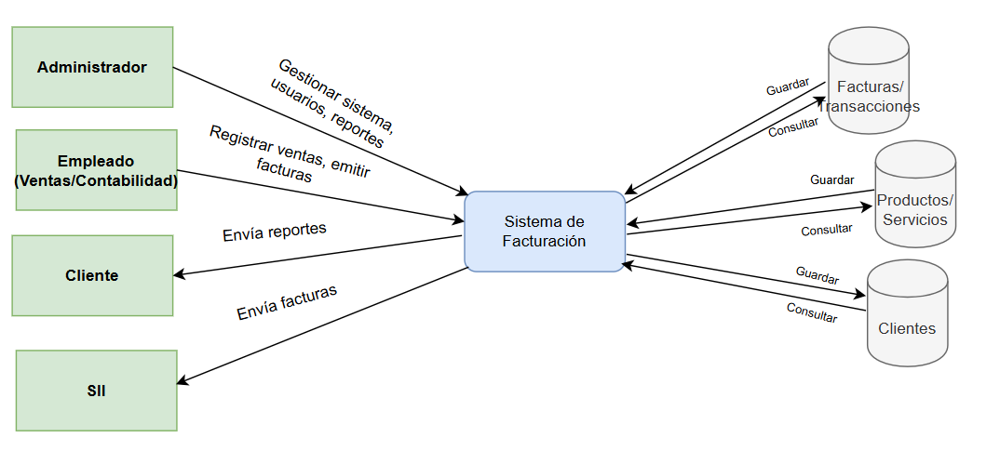 Administrador
Gestionar sistema,
usuarios, reportes
Empleado
(Ventas/Contabilidad)
Registrar ventas, emitir
facturas
Cliente
Envía reportes
SII
Envía facturas
Sistema de
Facturación
Guardar
Consultar
Facturas/
Transacciones
Guardar
Consultar
Productos/
Servicios
Guardar
Consultar
Clientes